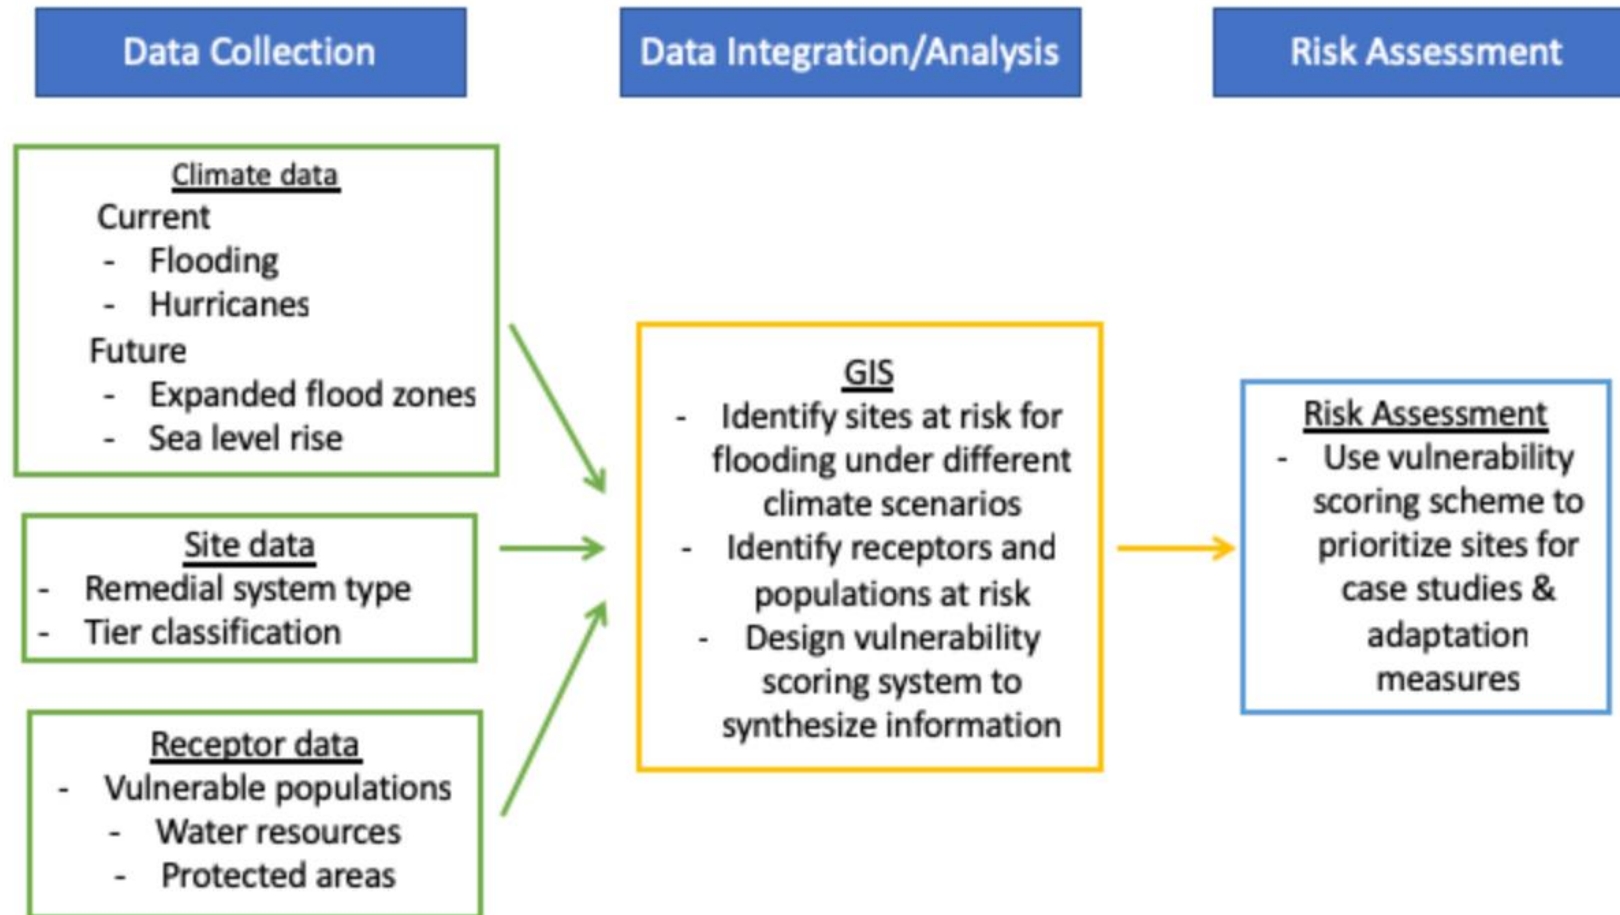 Data Collection
Data Integration/Analysis
Risk Assessment
Climate data
Current
- Flooding
- Hurricanes
Future
- Expanded flood zones
- Sea level rise
Site data
- Remedial system type
- Tier classification
Receptor data
- Vulnerable populations
- Water resources
- Protected areas
GIS
- Identify sites at risk for
flooding under different
climate scenarios
- Identify receptors and
populations at risk
- Design vulnerability
scoring system to
synthesize information
Risk Assessment
- Use vulnerability
scoring scheme to
prioritize sites for
case studies &
adaptation
measures